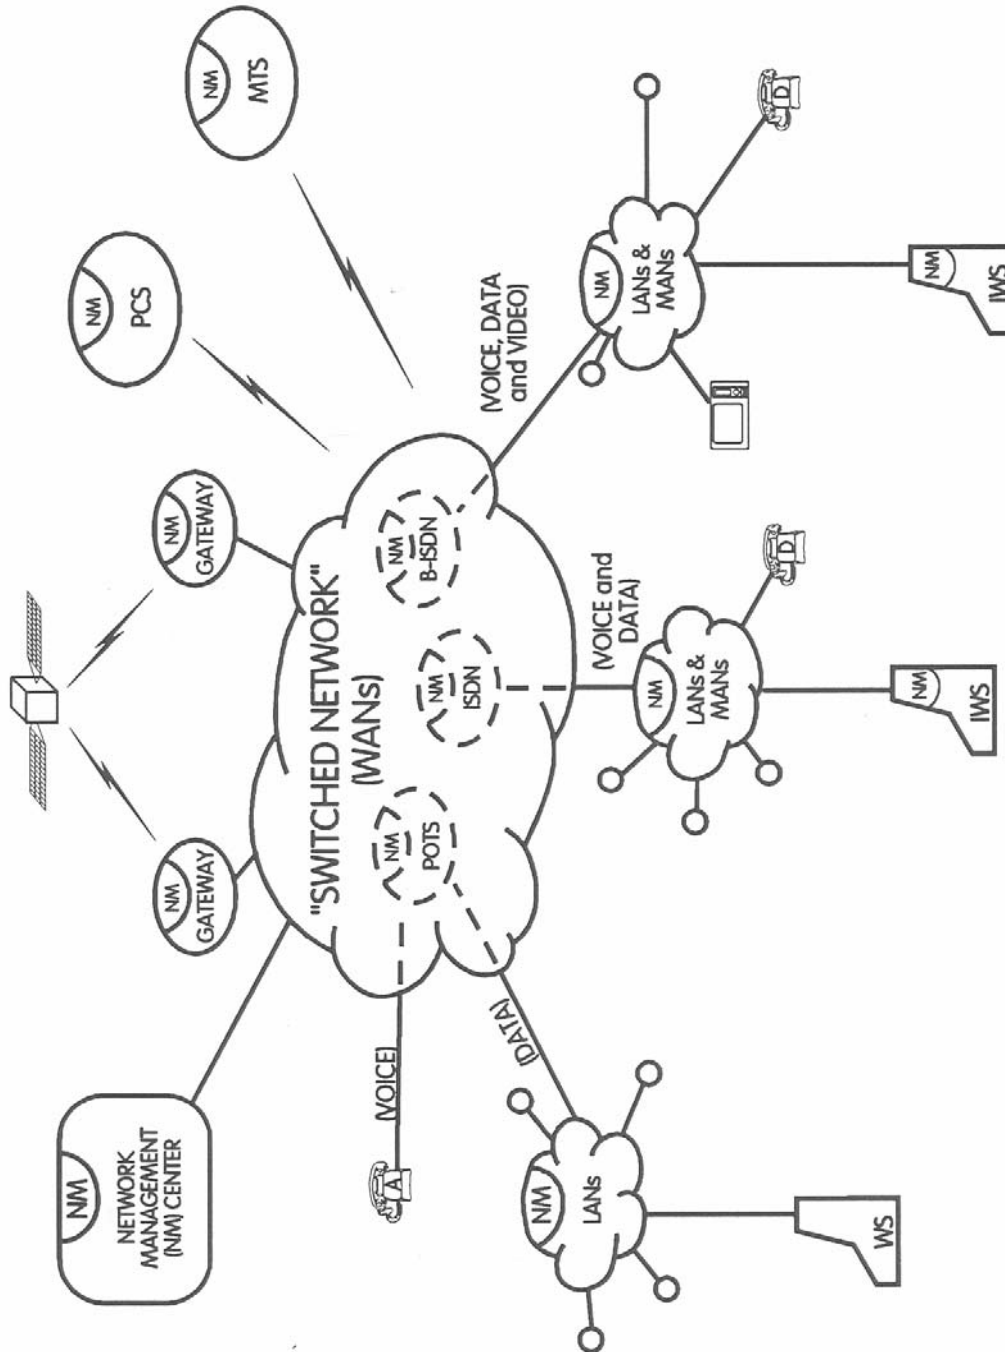 NM
NETWORK
MANAGEMENT
(NM) CENTER
NM
GATEWAY
NM
GATEWAY
NM
PCS
NM
MTS
"SWITCHED NETWORK"
(WANs)
NM
POTS
NM
ISDN
NM
B-ISDN
(VOICE)
A
(DATA)
(VOICE and
DATA)
(VOICE, DATA
and VIDEO)
NM
LANs
NM
LANs &
MANs
D
NM
LANs &
MANs
D
WS
NM
IWS
NM
IWS